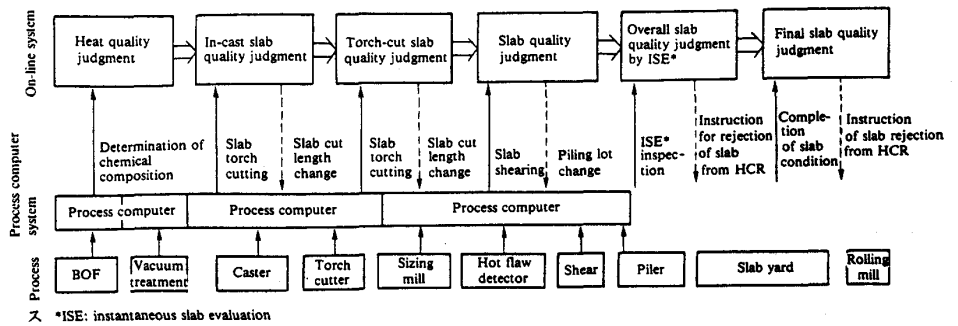 On-line system
Heat quality
judgment
In-cast slab
quality judgment
Torch-cut slab
quality judgment
Slab quality
judgment
Overall slab
quality judgment
by ISE*
Final slab quality
judgment
Process computer
system
Determination of
chemical
composition
Slab
torch
cutting
Slab cut
length
change
Slab
torch
cutting
Slab cut
length
change
Slab
shearing
Piling lot
change
ISE*
inspec-
tion
Instruction
for rejection
of slab
from HCR
Comple-
tion
of slab
condition
Instruction
of slab rejection
from HCR
Process computer
Process computer
Process computer
Process
BOF
Vacuum
treatment
Caster
Torch
cutter
Sizing
mill
Hot flaw
detector
Shear
Piler
Slab yard
Rolling
mill
ス *ISE: instantaneous slab evaluation